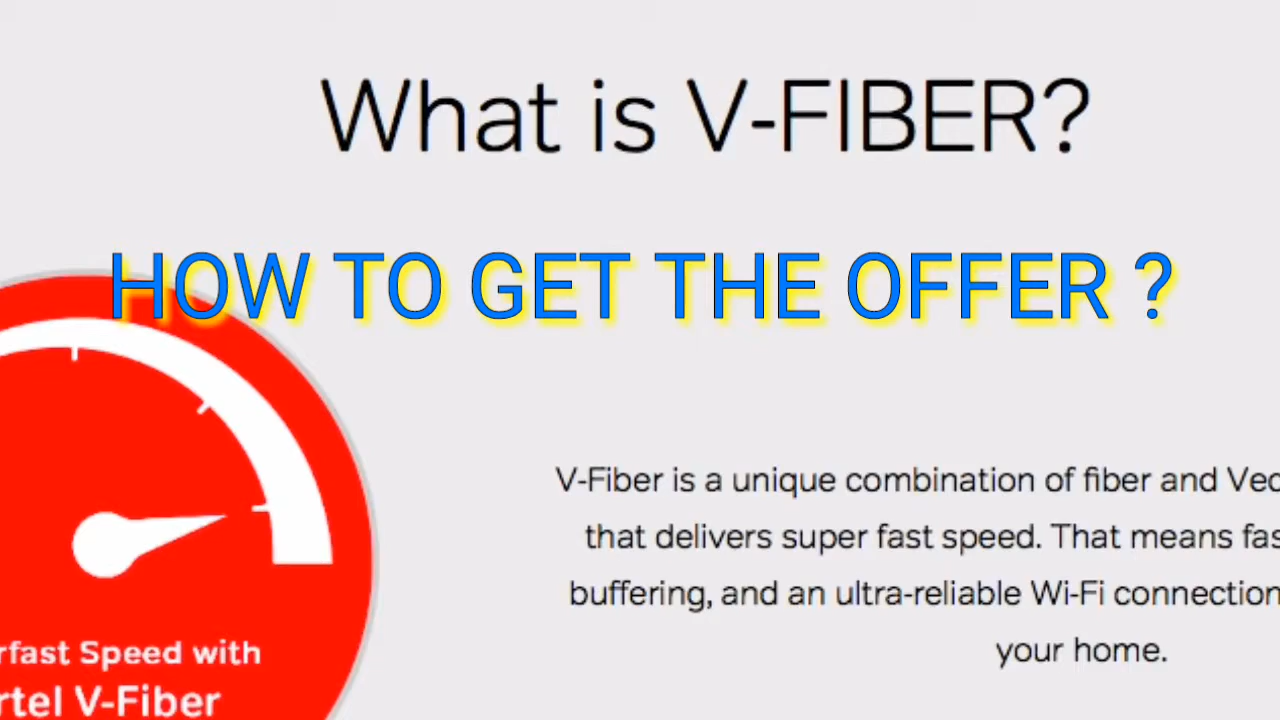 What is V-FIBER?
HOW TO GET THE OFFER ?
V-Fiber is a unique combination of fiber and
that delivers super fast speed. That means
buffering, and an ultra-reliable Wi-Fi connection
your home.
Speed with
V-Fiber